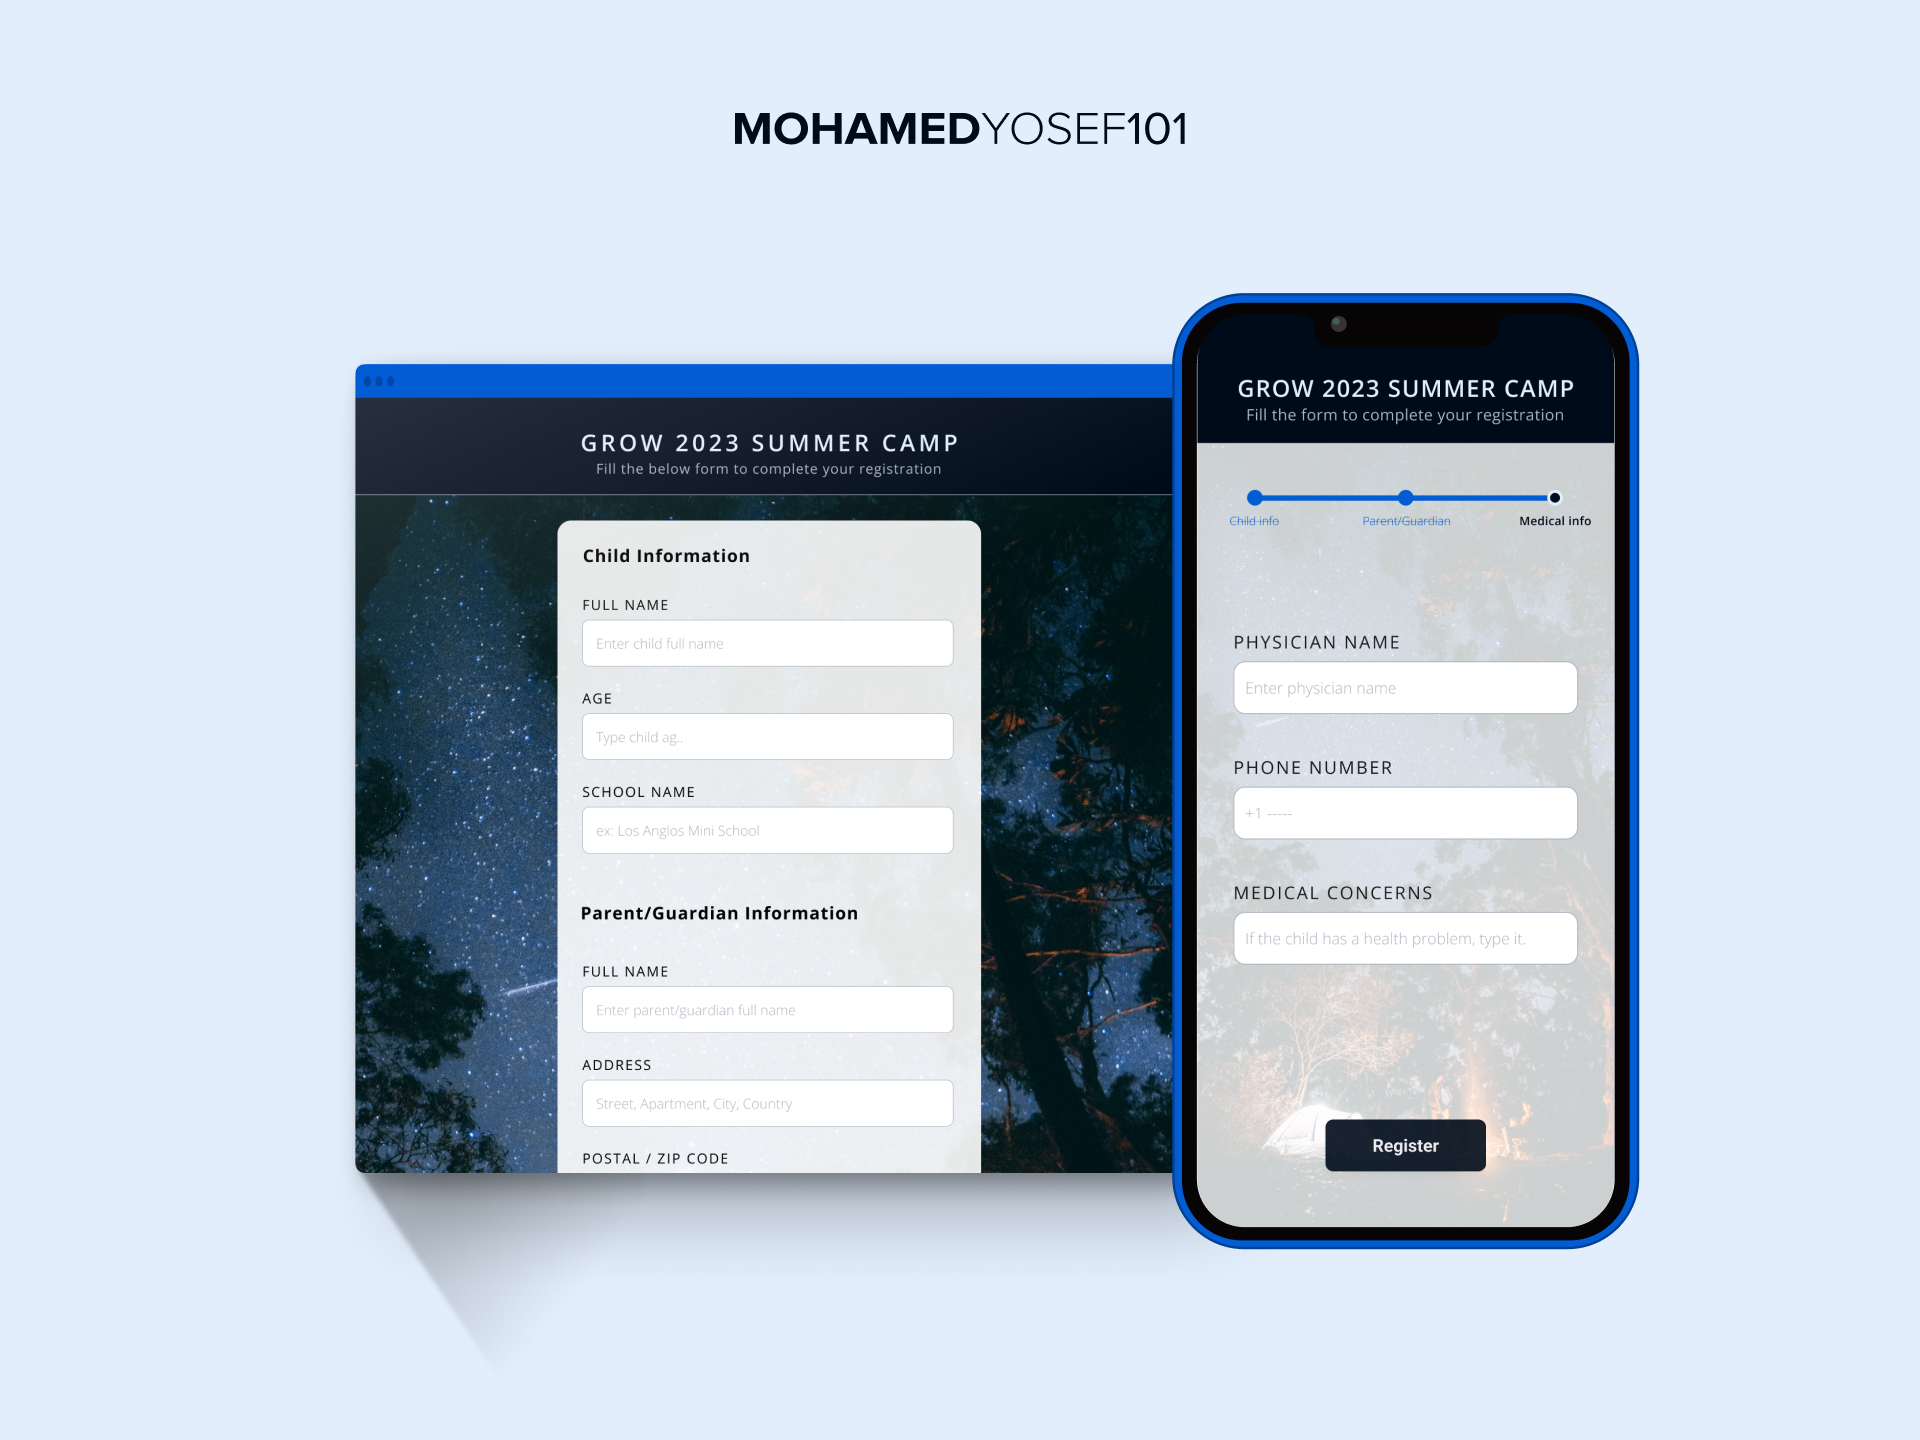 MOHAMEDYOSEF101
GROW 2023 SUMMER CAMP
Fill the below form to complete your registration
Child Information
FULL NAME
Enter child full name
AGE
Type child ag..
SCHOOL NAME
ex: Los Anglos Mini School
Parent/Guardian Information
FULL NAME
Enter parent/guardian full name
ADDRESS
Street, Apartment, City, Country
POSTAL / ZIP CODE
GROW 2023 SUMMER CAMP
Fill the form to complete your registration
Child info Parent/Guardian Medical info
PHYSICIAN NAME
Enter physician name
PHONE NUMBER
+1 -----
MEDICAL CONCERNS
If the child has a health problem, type it.
Register